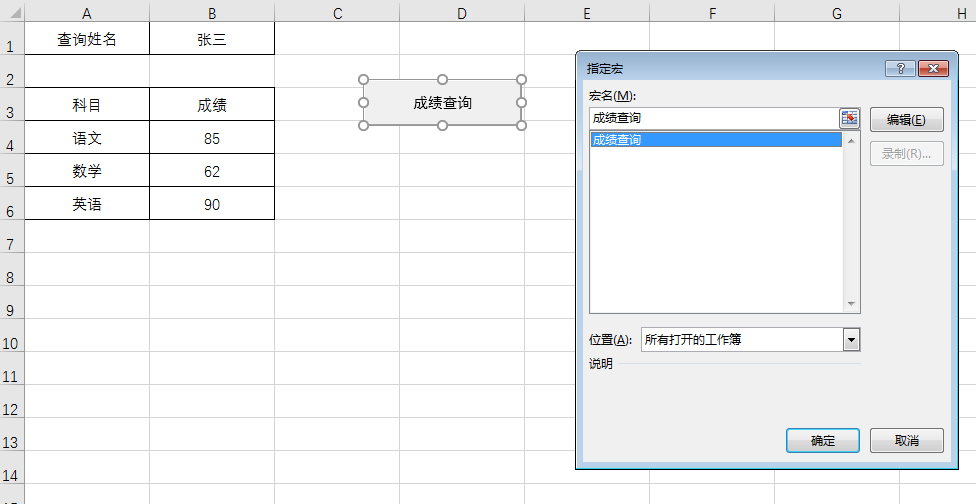 A B C D E F G H
1 查询姓名 张三
2
3 科目 成绩
4 语文 85
5 数学 62
6 英语 90
7
8
9
10
11
12
13
14
成绩查询
指定宏
宏名(M):
成绩查询
编辑(E)
成绩查询
录制(R)...
位置(A): 所有打开的工作簿
说明
确定 取消